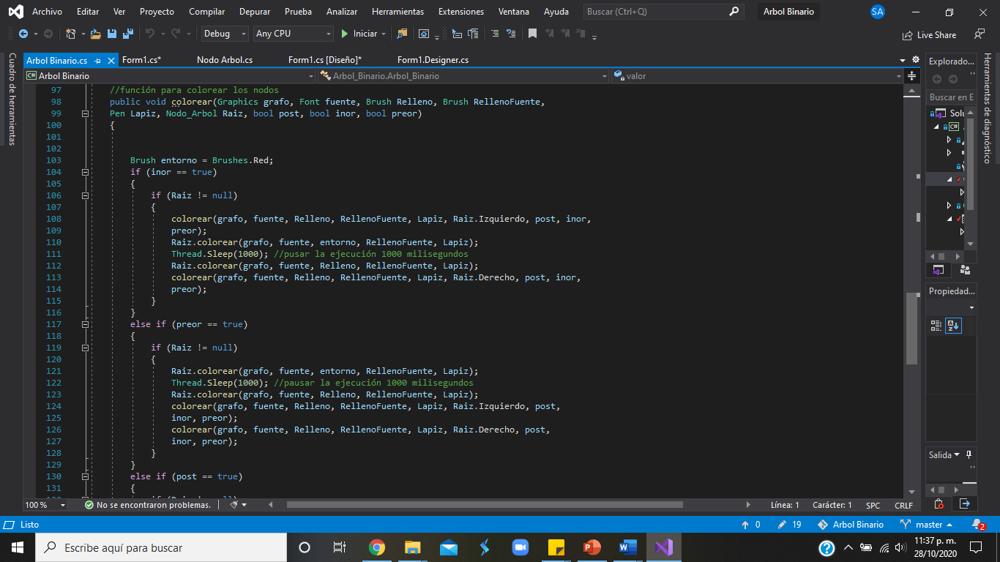 Archivo Editar Ver Proyecto Compilar Depurar Prueba Analizar Herramientas Extensiones Ventana Ayuda Buscar (Ctrl+Q) Arbol Binario SA
Debug Any CPU Iniciar Live Share
Cuadro de herramientas
Arbol Binario.cs Form1.cs* Nodo Arbol.cs Form1.cs [Diseño]* Form1.Designer.cs
C# Arbol Binario Arbol_Binario.Arbol_Binario valor
97 //función para colorear los nodos
98 public void colorear(Graphics grafo, Font fuente, Brush Relleno, Brush RellenoFuente,
99 Pen Lapiz, Nodo_Arbol Raiz, bool post, bool inor, bool preor)
100 {
101
102
103 Brush entorno = Brushes.Red;
104 if (inor == true)
105 {
106 if (Raiz != null)
107 {
108 colorear(grafo, fuente, Relleno, RellenoFuente, Lapiz, Raiz.Izquierdo, post, inor,
109 preor);
110 Raiz.colorear(grafo, fuente, entorno, RellenoFuente, Lapiz);
111 Thread.Sleep(1000); //pusar la ejecución 1000 milisegundos
112 Raiz.colorear(grafo, fuente, Relleno, RellenoFuente, Lapiz);
113 colorear(grafo, fuente, Relleno, RellenoFuente, Lapiz, Raiz.Derecho, post, inor,
114 preor);
115 }
116 }
117 else if (preor == true)
118 {
119 if (Raiz != null)
120 {
121 Raiz.colorear(grafo, fuente, entorno, RellenoFuente, Lapiz);
122 Thread.Sleep(1000); //pausar la ejecución 1000 milisegundos
123 Raiz.colorear(grafo, fuente, Relleno, RellenoFuente, Lapiz);
124 colorear(grafo, fuente, Relleno, RellenoFuente, Lapiz, Raiz.Izquierdo, post,
125 inor, preor);
126 colorear(grafo, fuente, Relleno, RellenoFuente, Lapiz, Raiz.Derecho, post,
127 inor, preor);
128 }
129 }
130 else if (post == true)
131 {
100 % No se encontraron problemas. Línea: 1 Carácter: 1 SPC CRLF
Explorado...
Buscar en E
Solu
C#
Propiedad...
Salida
Herramientas de diagnóstico
Listo 0 19 Arbol Binario master 2
Escribe aquí para buscar
11:37 p. m.
28/10/2020